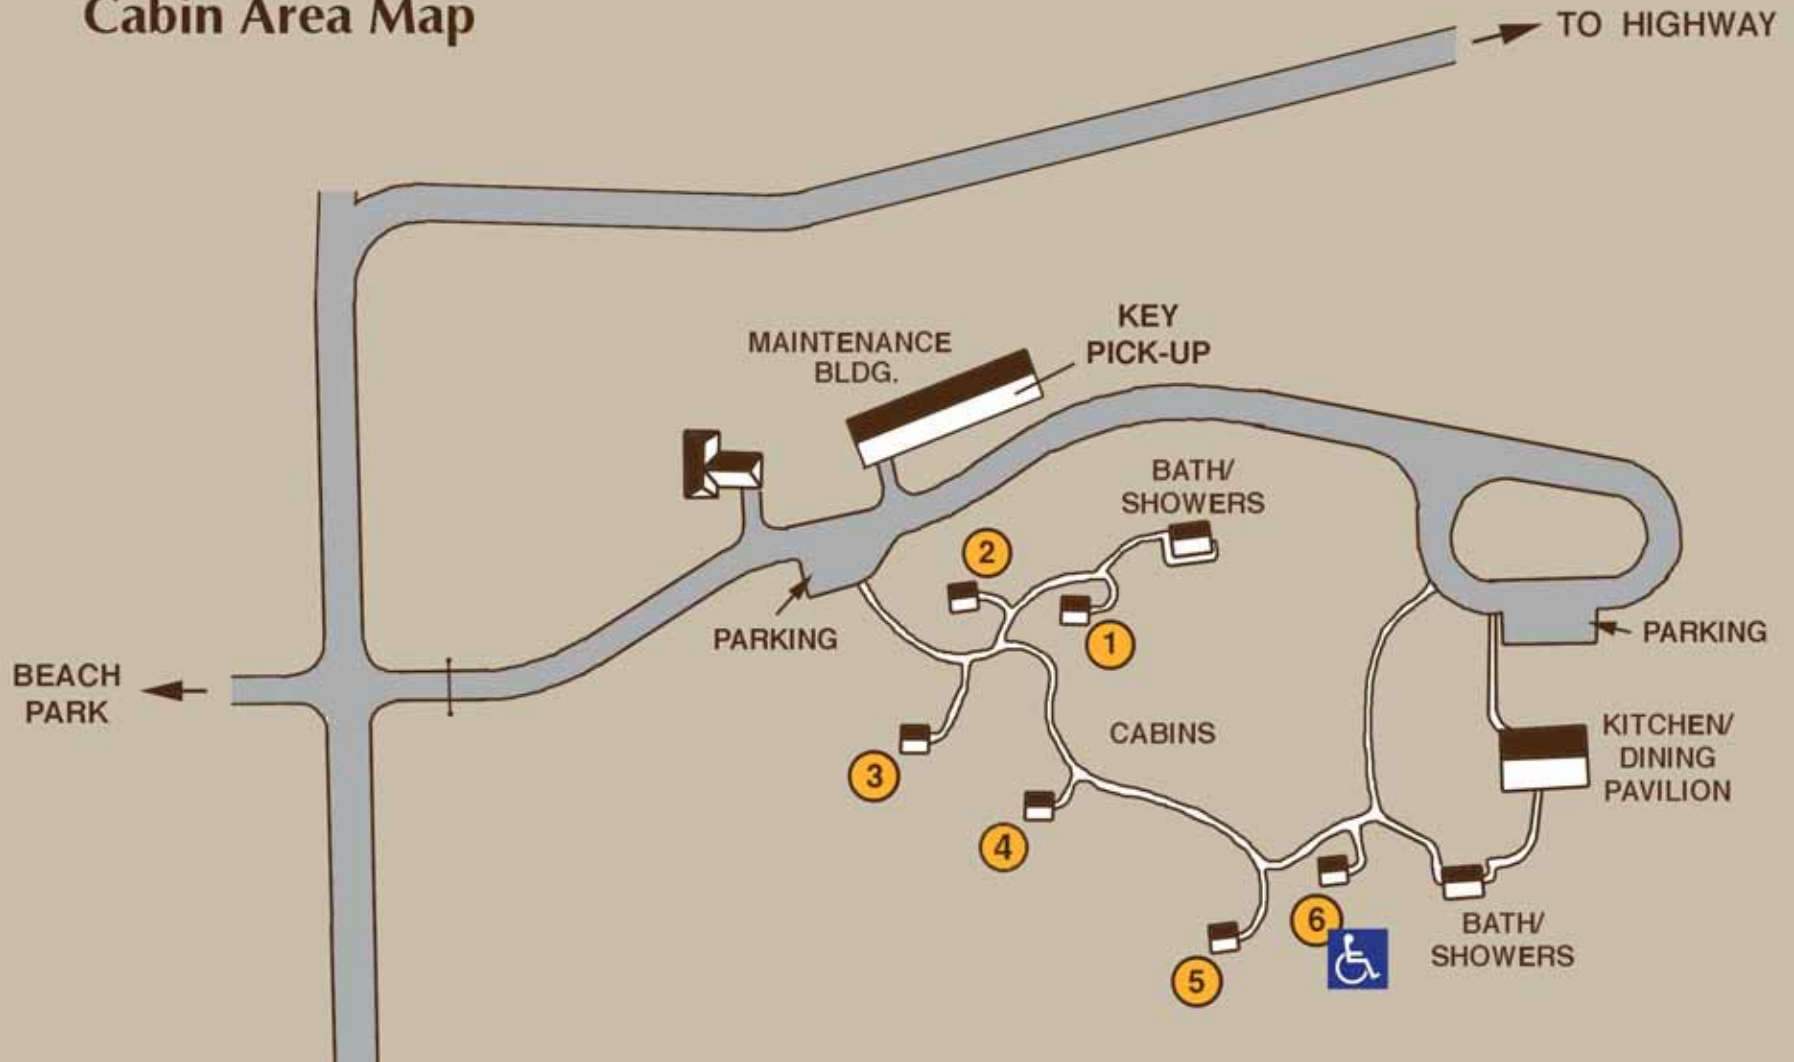 Cabin Area Map
TO HIGHWAY
KEY
PICK-UP
MAINTENANCE
BLDG.
BATH/
SHOWERS
2
1
PARKING
PARKING
BEACH
PARK
3
CABINS
KITCHEN/
DINING
PAVILION
4
6
BATH/
SHOWERS
5